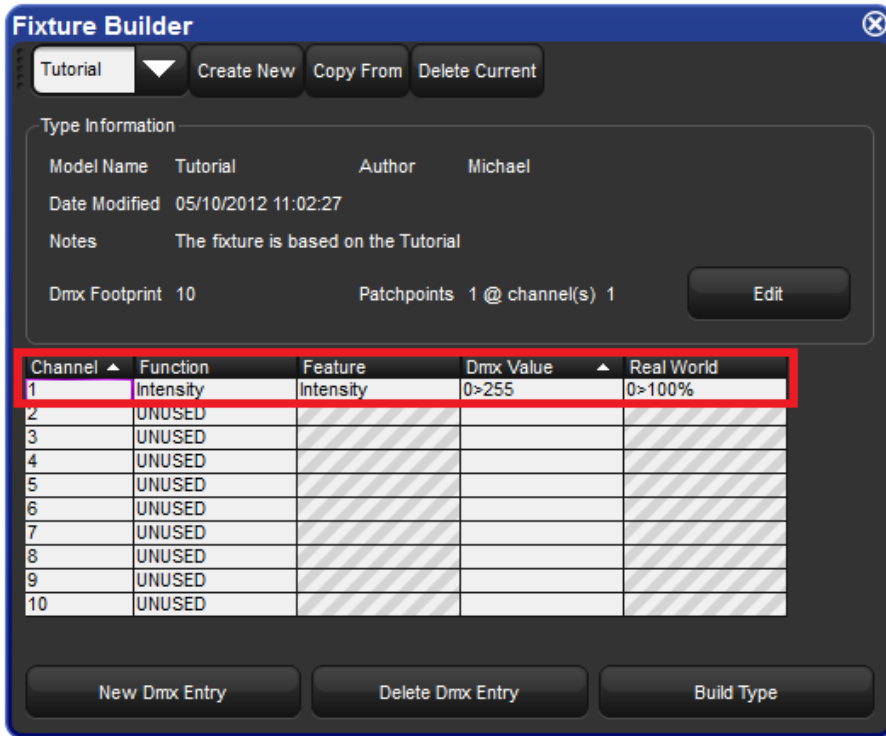 Fixture Builder
Tutorial Create New Copy From Delete Current
Type Information
Model Name Tutorial Author Michael
Date Modified 05/10/2012 11:02:27
Notes The fixture is based on the Tutorial
Dmx Footprint 10 Patchpoints 1 @ channel(s) 1 Edit
Channel Function Feature Dmx Value Real World
1 Intensity Intensity 0>255 0>100%
2 UNUSED
3 UNUSED
4 UNUSED
5 UNUSED
6 UNUSED
7 UNUSED
8 UNUSED
9 UNUSED
10 UNUSED
New Dmx Entry Delete Dmx Entry Build Type